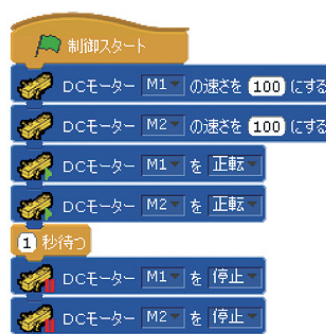 制御スタート
DCモーター M1 の速さを 100 にする
DCモーター M2 の速さを 100 にする
DCモーター M1 を 正転
DCモーター M2 を 正転
1 秒待つ
DCモーター M1 を 停止
DCモーター M2 を 停止